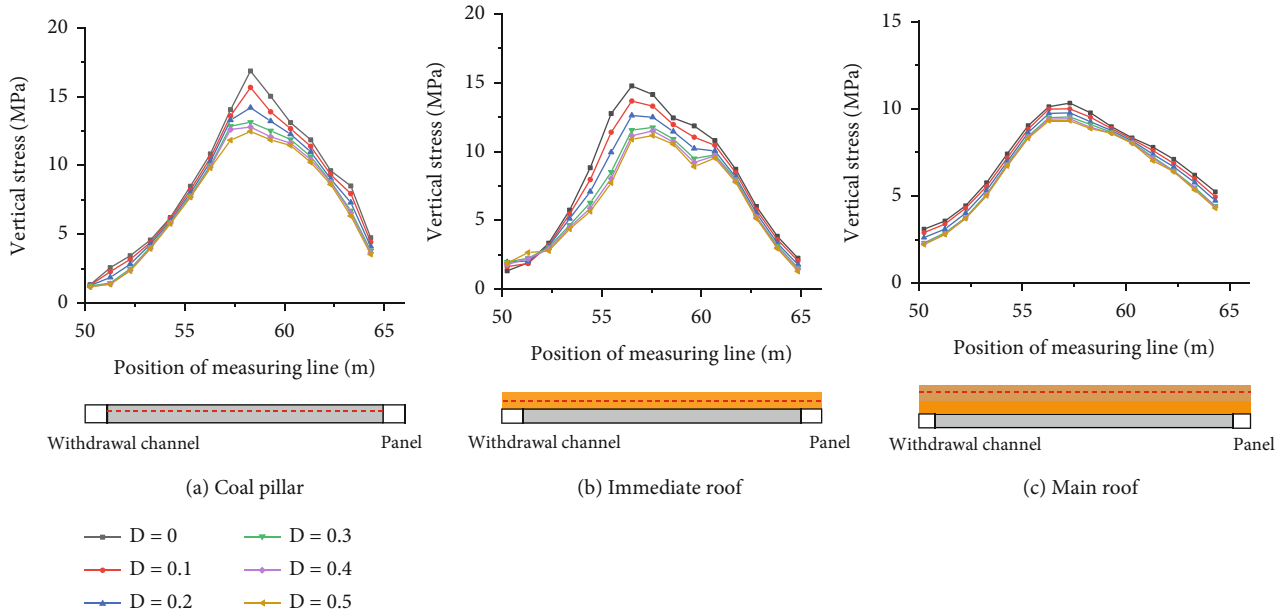 20
15
10
5
0
Vertical stress (MPa)
50 55 60 65
Position of measuring line (m)
Withdrawal channel Panel
(a) Coal pillar
20
15
10
5
0
Vertical stress (MPa)
50 55 60 65
Position of measuring line (m)
Withdrawal channel Panel
(b) Immediate roof
15
10
5
0
Vertical stress (MPa)
50 55 60 65
Position of measuring line (m)
Withdrawal channel Panel
(c) Main roof
D = 0 D = 0.3
D = 0.1 D = 0.4
D = 0.2 D = 0.5